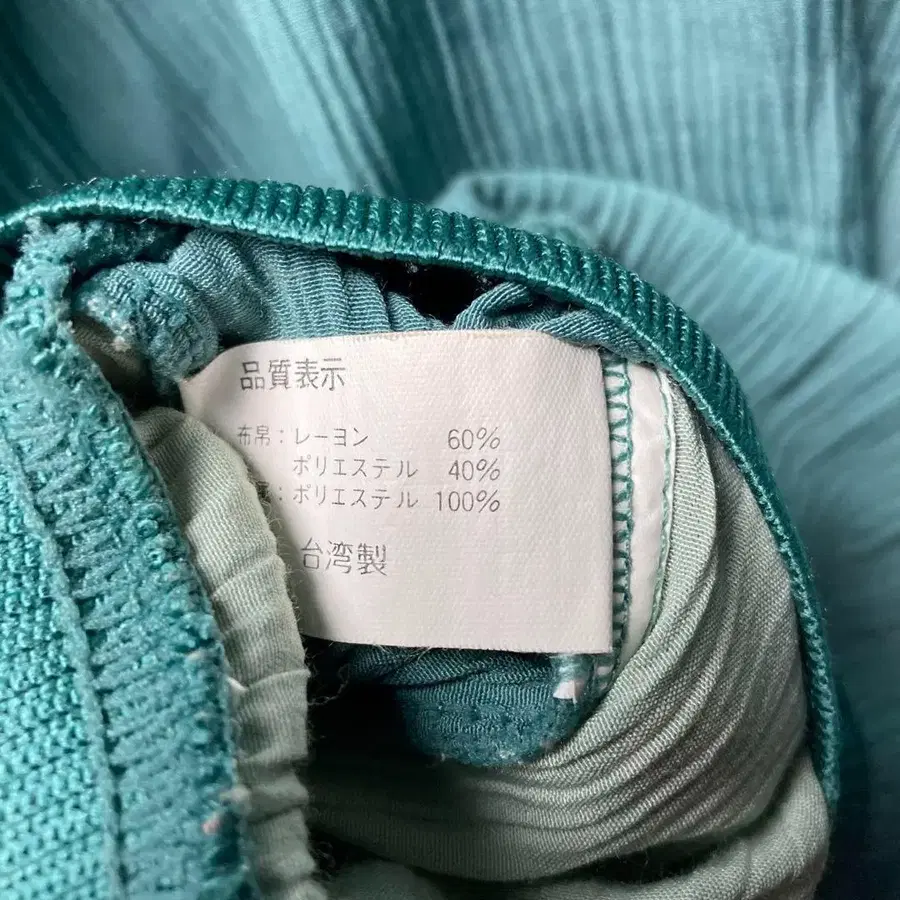 品質表示
布帛:レーヨン 60%
ポリエステル 40%
:ポリエステル 100%
台湾製